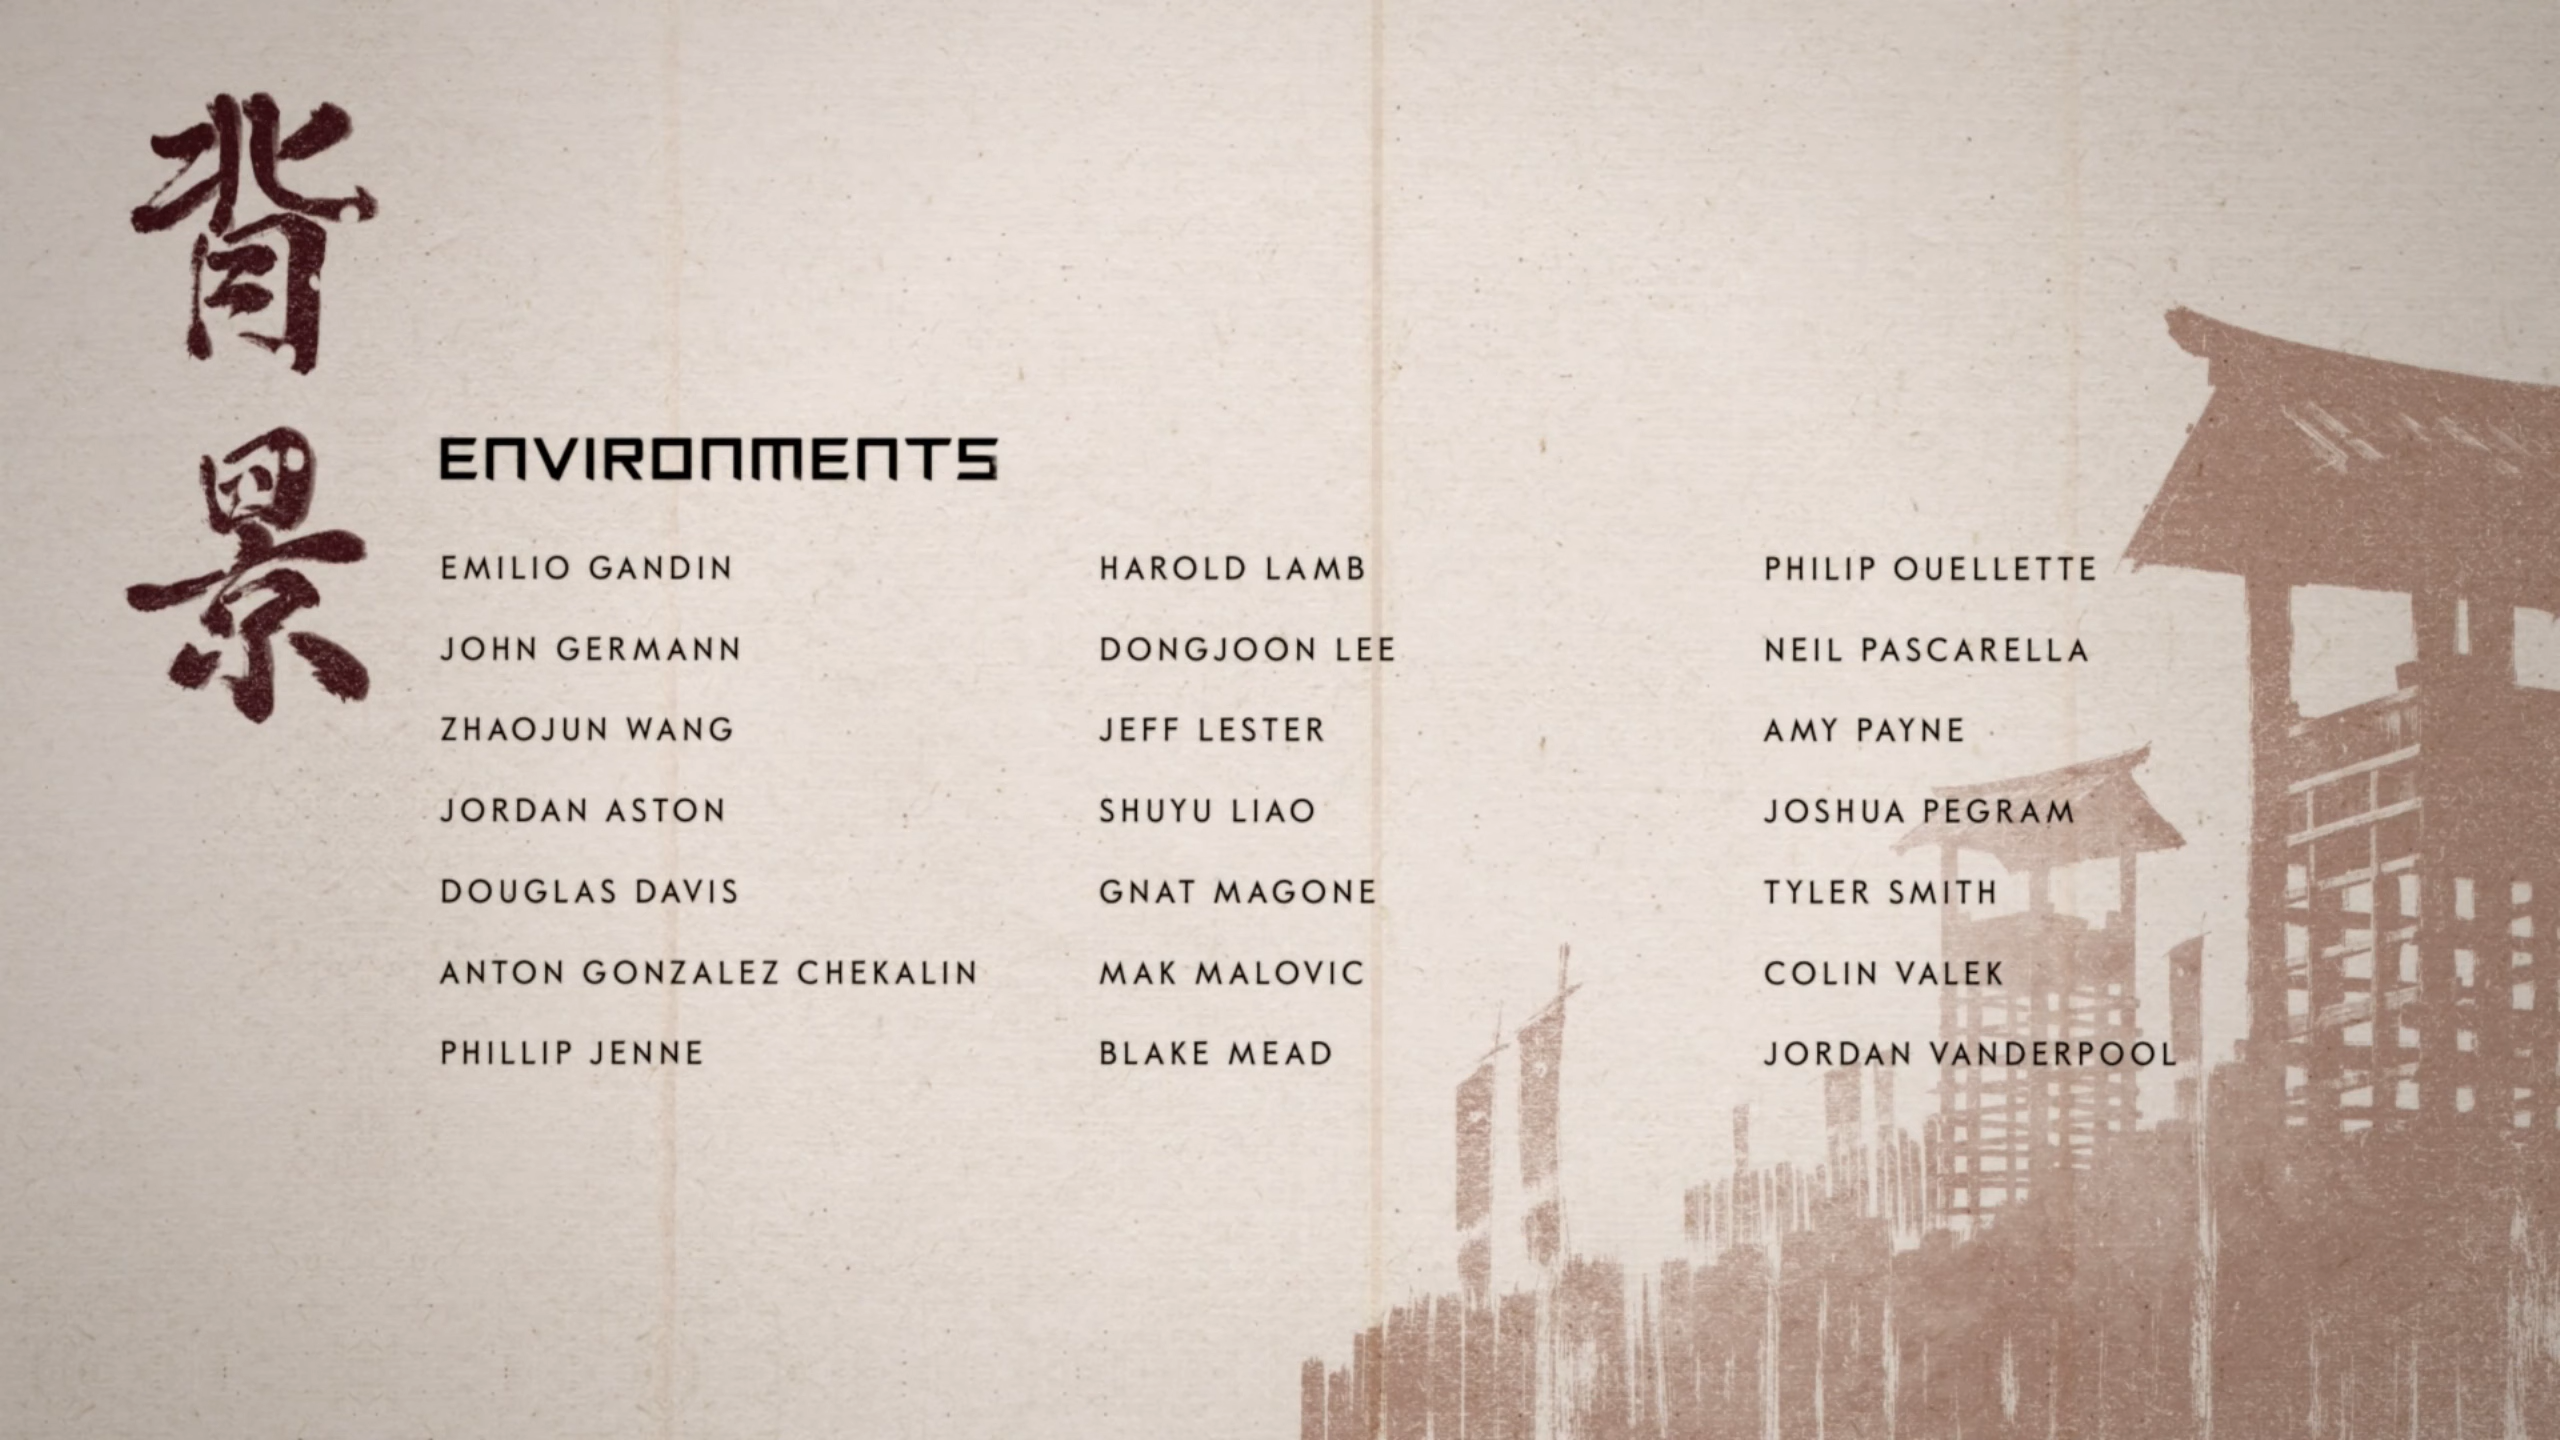 背景
ENVIRONMENTS
EMILIO GANDIN
JOHN GERMANN
ZHAOJUN WANG
JORDAN ASTON
DOUGLAS DAVIS
ANTON GONZALEZ CHEKALIN
PHILLIP JENNE
HAROLD LAMB
DONGJOON LEE
JEFF LESTER
SHUYU LIAO
GNAT MAGONE
MAK MALOVIC
BLAKE MEAD
PHILIP OUELLETTE
NEIL PASCARELLA
AMY PAYNE
JOSHUA PEGRAM
TYLER SMITH
COLIN VALEK
JORDAN VANDERPOOL